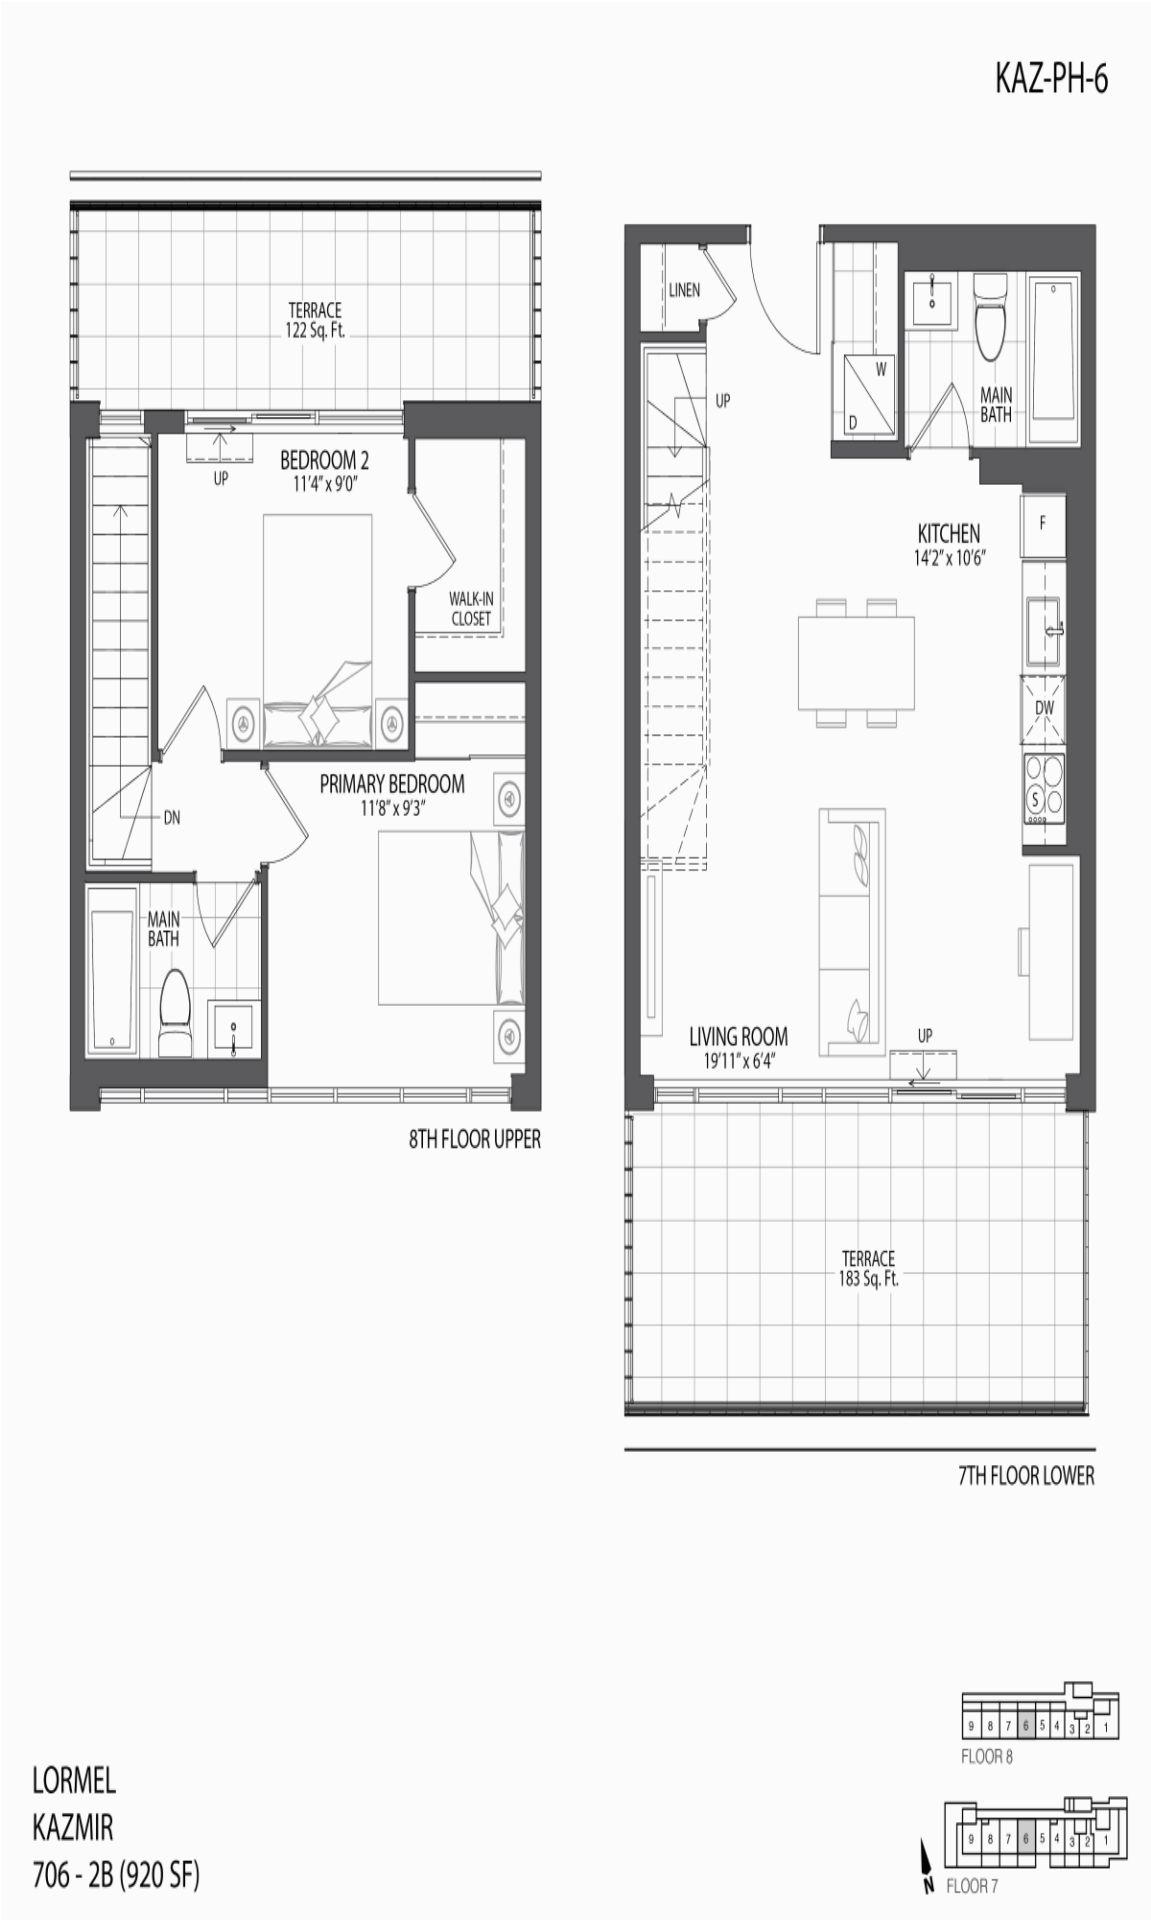 KAZ-PH-6
TERRACE
122 Sq. Ft.
UP
BEDROOM 2
11'4" x 9'0"
WALK-IN
CLOSET
PRIMARY BEDROOM
11'8" x 9'3"
DN
MAIN
BATH
8TH FLOOR UPPER
LINEN
UP
W
D
MAIN
BATH
KITCHEN
14'2" x 10'6"
F
DW
S
LIVING ROOM
19'11" x 6'4"
UP
TERRACE
183 Sq. Ft.
7TH FLOOR LOWER
9 8 7 6 5 4 3 2 1
FLOOR 8
9 8 7 6 5 4 3 2 1
N
FLOOR 7
LORMEL
KAZMIR
706 - 2B (920 SF)